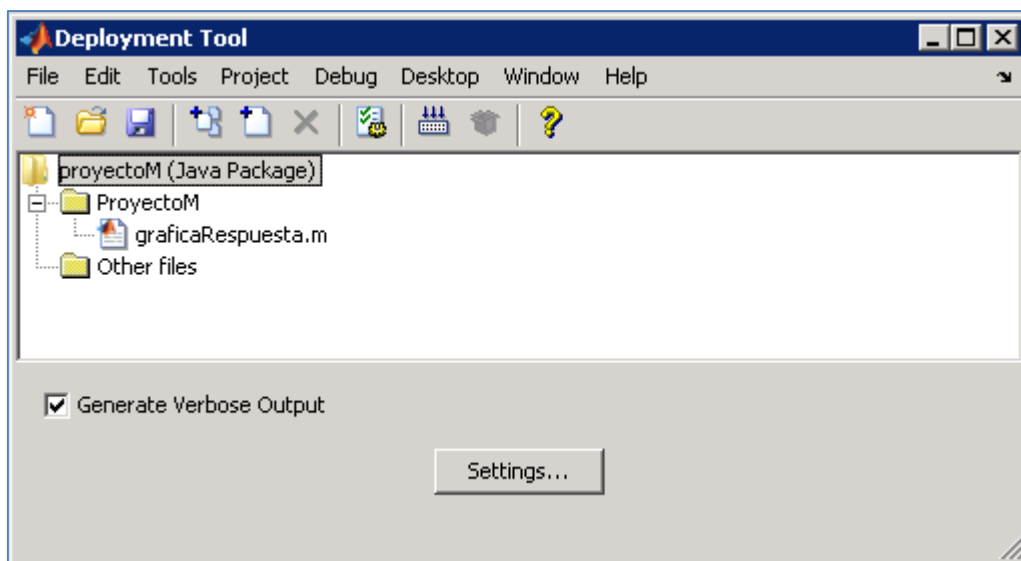 Deployment Tool
File Edit Tools Project Debug Desktop Window Help
proyectoM (Java Package)
ProyectoM
graficaRespuesta.m
Other files
Generate Verbose Output
Settings...